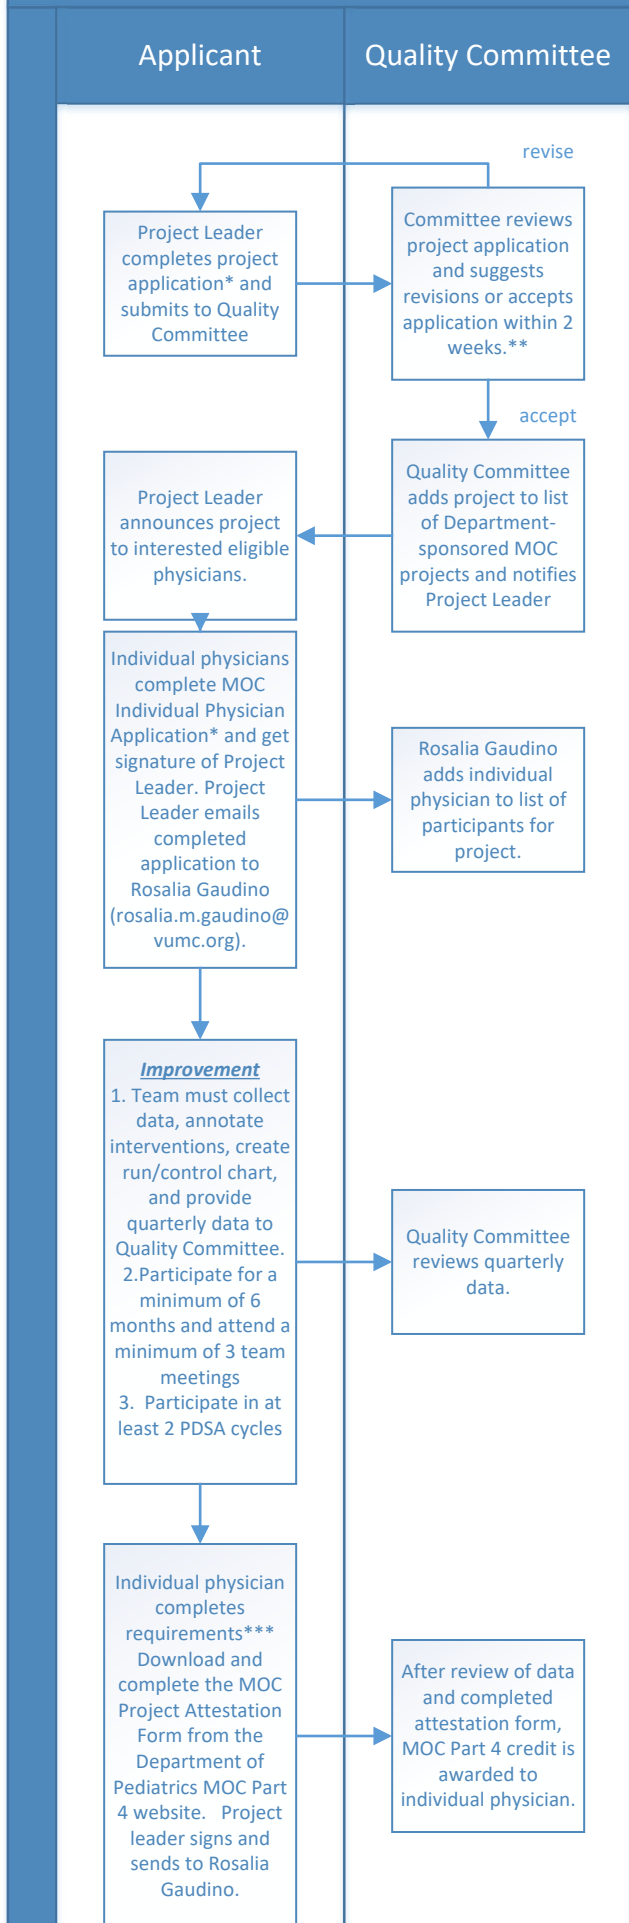 Applicant
Quality Committee
revise
Project Leader
completes project
application* and
submits to Quality
Committee
Committee reviews
project application
and suggests
revisions or accepts
application within 2
weeks.**
accept
Quality Committee
adds project to list
of Department-
sponsored MOC
projects and notifies
Project Leader
Project Leader
announces project
to interested eligible
physicians.
Individual physicians
complete MOC
Individual Physician
Application* and get
signature of Project
Leader. Project
Leader emails
completed
application to
Rosalia Gaudino
(rosalia.m.gaudino@
vumc.org).
Rosalia Gaudino
adds individual
physician to list of
participants for
project.
Improvement
1. Team must collect
data, annotate
interventions, create
run/control chart,
and provide
quarterly data to
Quality Committee.
2.Participate for a
minimum of 6
months and attend a
minimum of 3 team
meetings
3. Participate in at
least 2 PDSA cycles
Quality Committee
reviews quarterly
data.
Individual physician
completes
requirements***
Download and
complete the MOC
Project Attestation
Form from the
Department of
Pediatrics MOC Part
4 website. Project
leader signs and
sends to Rosalia
Gaudino.
After review of data
and completed
attestation form,
MOC Part 4 credit is
awarded to
individual physician.